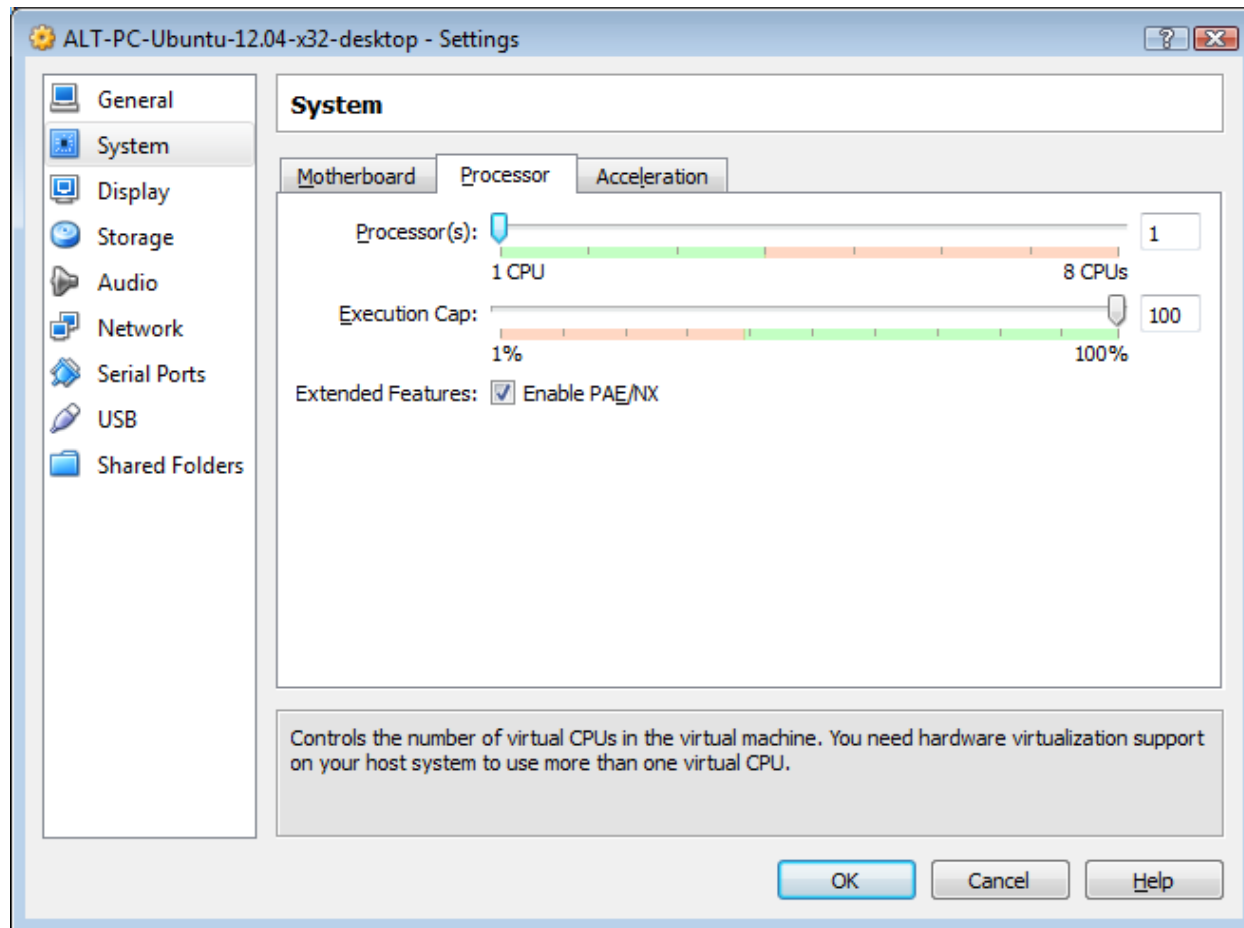 ALT-PC-Ubuntu-12.04-x32-desktop - Settings
General
System
Display
Storage
Audio
Network
Serial Ports
USB
Shared Folders
System
Motherboard Processor Acceleration
Processor(s): 1
1 CPU 8 CPUs
Execution Cap: 100
1% 100%
Extended Features: Enable PAE/NX
Controls the number of virtual CPUs in the virtual machine. You need hardware virtualization support
on your host system to use more than one virtual CPU.
OK Cancel Help